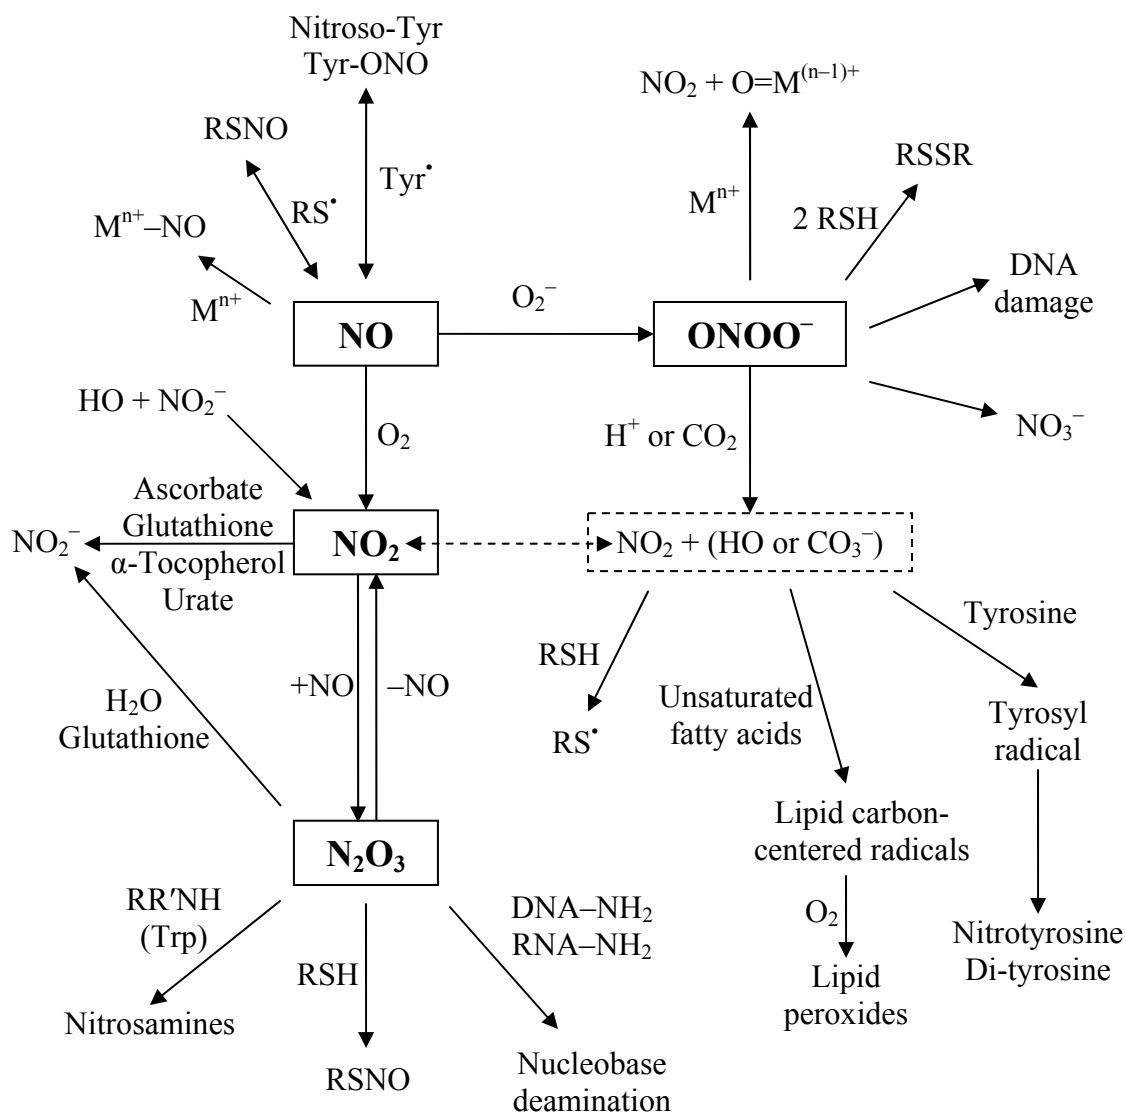 Nitroso-Tyr
Tyr-ONO
NO₂ + O=M⁽ⁿ⁻¹⁾⁺
RSNO
RSSR
Tyr•
Mⁿ⁺
RS•
2 RSH
Mⁿ⁺–NO
DNA
damage
Mⁿ⁺
O₂⁻
NO
ONOO⁻
HO + NO₂⁻
O₂
H⁺ or CO₂
NO₃⁻
Ascorbate
Glutathione
NO₂⁻
α-Tocopherol
Urate
NO₂
NO₂ + (HO or CO₃⁻)
Tyrosine
RSH
+NO
–NO
Unsaturated
fatty acids
H₂O
Glutathione
RS•
Tyrosyl
radical
Lipid carbon-
centered radicals
N₂O₃
RR′NH
(Trp)
DNA–NH₂
RNA–NH₂
O₂
RSH
Nitrotyrosine
Di-tyrosine
Lipid
peroxides
Nitrosamines
RSNO
Nucleobase
deamination